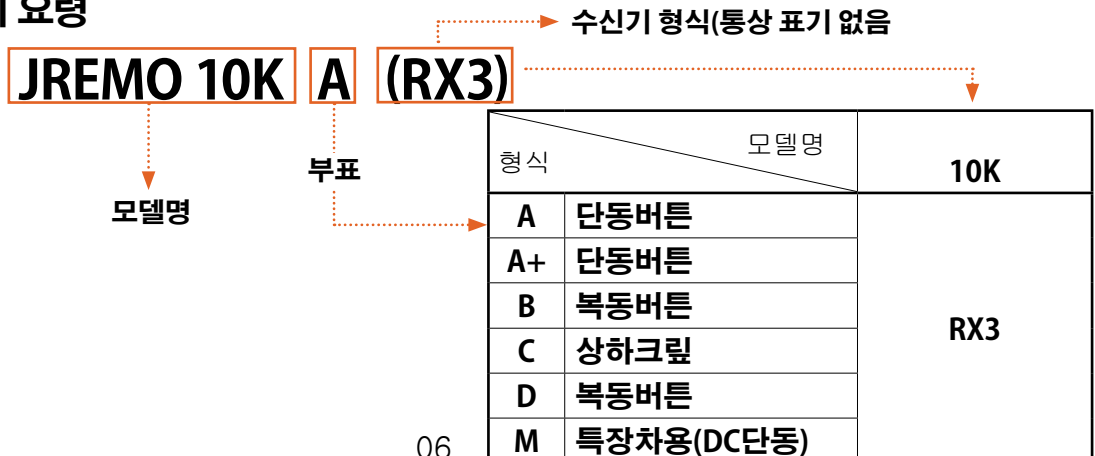 요령
수신기 형식(통상 표기 없음
JREMO 10K A (RX3)
부표
모델명
형식 모델명 10K
A 단동버튼
A+ 단동버튼
B 복동버튼
C 상하크릪
D 복동버튼
M 특장차용(DC단동)
RX3
06